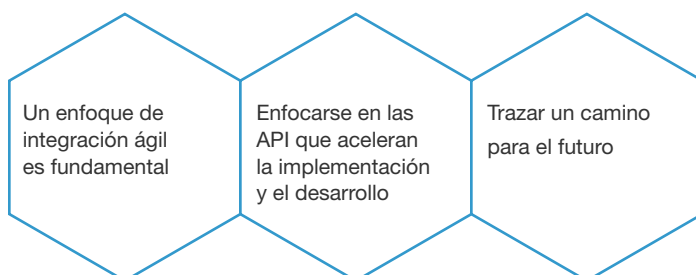 Un enfoque de
integración ágil
es fundamental
Enfocarse en las
API que aceleran
la implementación
y el desarrollo
Trazar un camino
para el futuro